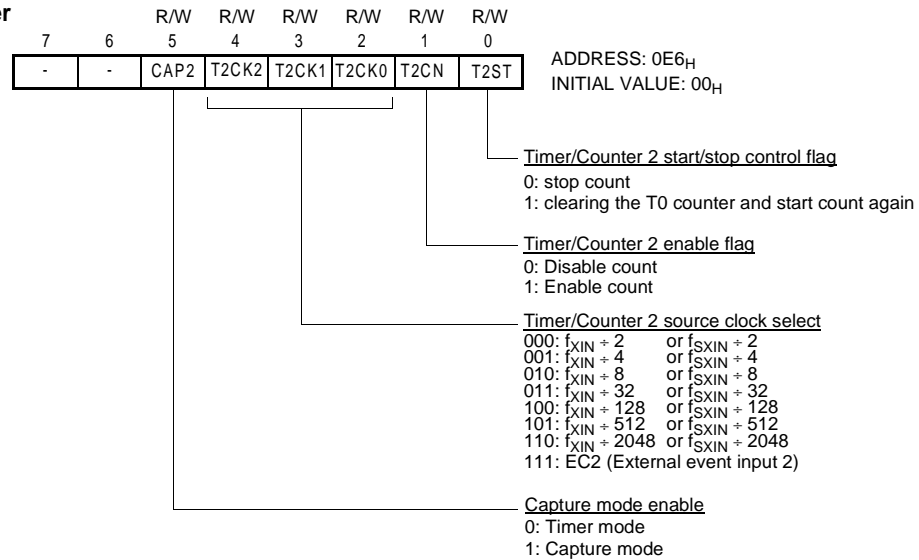 er
R/W R/W R/W R/W R/W R/W
7 6 5 4 3 2 1 0
- - CAP2 T2CK2 T2CK1 T2CK0 T2CN T2ST
ADDRESS: 0E6H
INITIAL VALUE: 00H
Timer/Counter 2 start/stop control flag
0: stop count
1: clearing the T0 counter and start count again
Timer/Counter 2 enable flag
0: Disable count
1: Enable count
Timer/Counter 2 source clock select
000: fXIN ÷ 2 or fSXIN ÷ 2
001: fXIN ÷ 4 or fSXIN ÷ 4
010: fXIN ÷ 8 or fSXIN ÷ 8
011: fXIN ÷ 32 or fSXIN ÷ 32
100: fXIN ÷ 128 or fSXIN ÷ 128
101: fXIN ÷ 512 or fSXIN ÷ 512
110: fXIN ÷ 2048 or fSXIN ÷ 2048
111: EC2 (External event input 2)
Capture mode enable
0: Timer mode
1: Capture mode